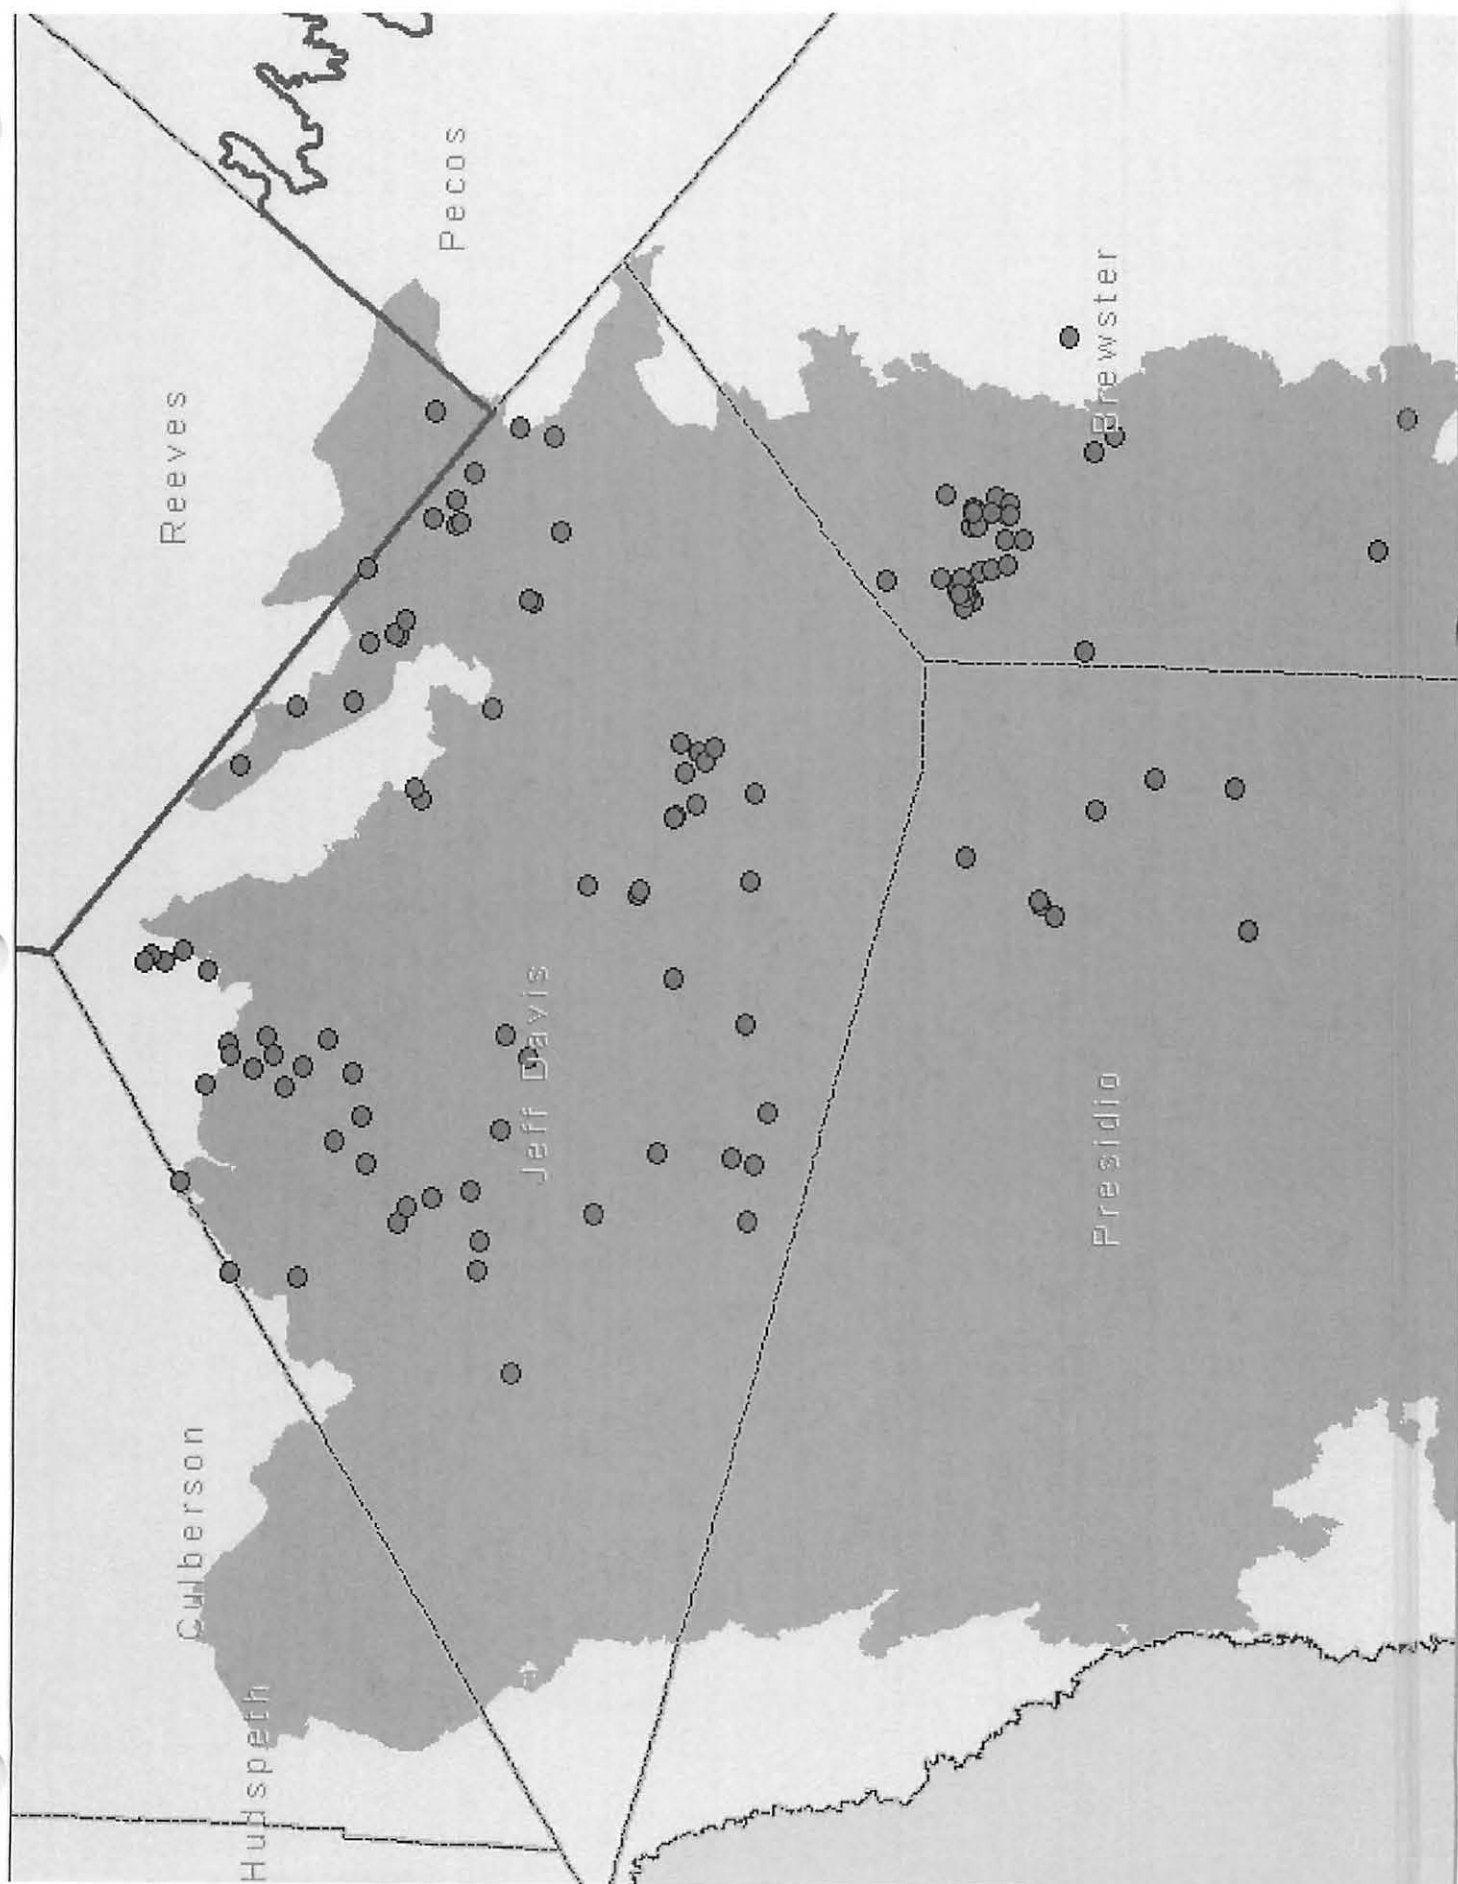 Pecos
Reeves
Brewster
Jeff Davis
Presidio
Culberson
Hudspeth